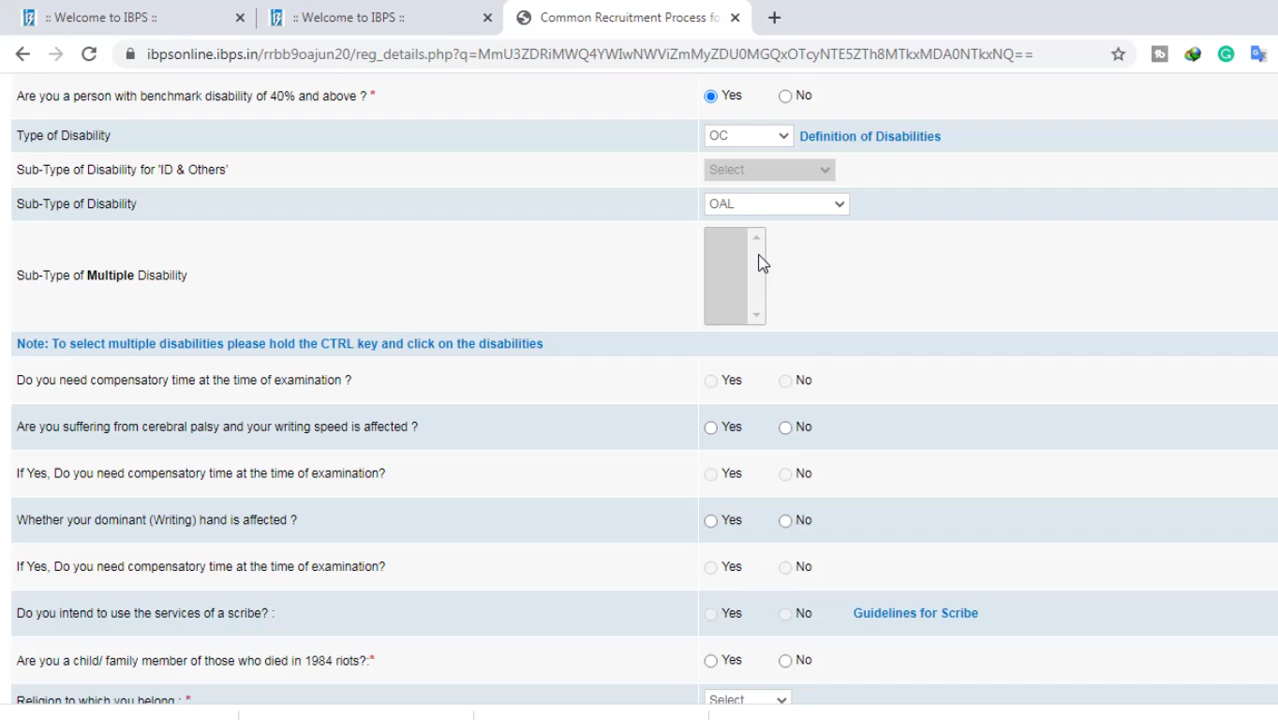 :: Welcome to IBPS ::
:: Welcome to IBPS ::
Common Recruitment Process fo
ibpsonline.ibps.in/rrbb9oajun20/reg_details.php?q=MmU3ZDRiMWQ4YWIwNWViZmMyZDU0MGQxOTcyNTE5ZTh8MTkxMDA0NTkxNQ==
Are you a person with benchmark disability of 40% and above ? * Yes No
Type of Disability OC Definition of Disabilities
Sub-Type of Disability for 'ID & Others' Select
Sub-Type of Disability OAL
Sub-Type of Multiple Disability
Note: To select multiple disabilities please hold the CTRL key and click on the disabilities
Do you need compensatory time at the time of examination ? Yes No
Are you suffering from cerebral palsy and your writing speed is affected ? Yes No
If Yes, Do you need compensatory time at the time of examination? Yes No
Whether your dominant (Writing) hand is affected ? Yes No
If Yes, Do you need compensatory time at the time of examination? Yes No
Do you intend to use the services of a scribe? : Yes No Guidelines for Scribe
Are you a child/ family member of those who died in 1984 riots?:* Yes No
Religion to which you belong : * Select